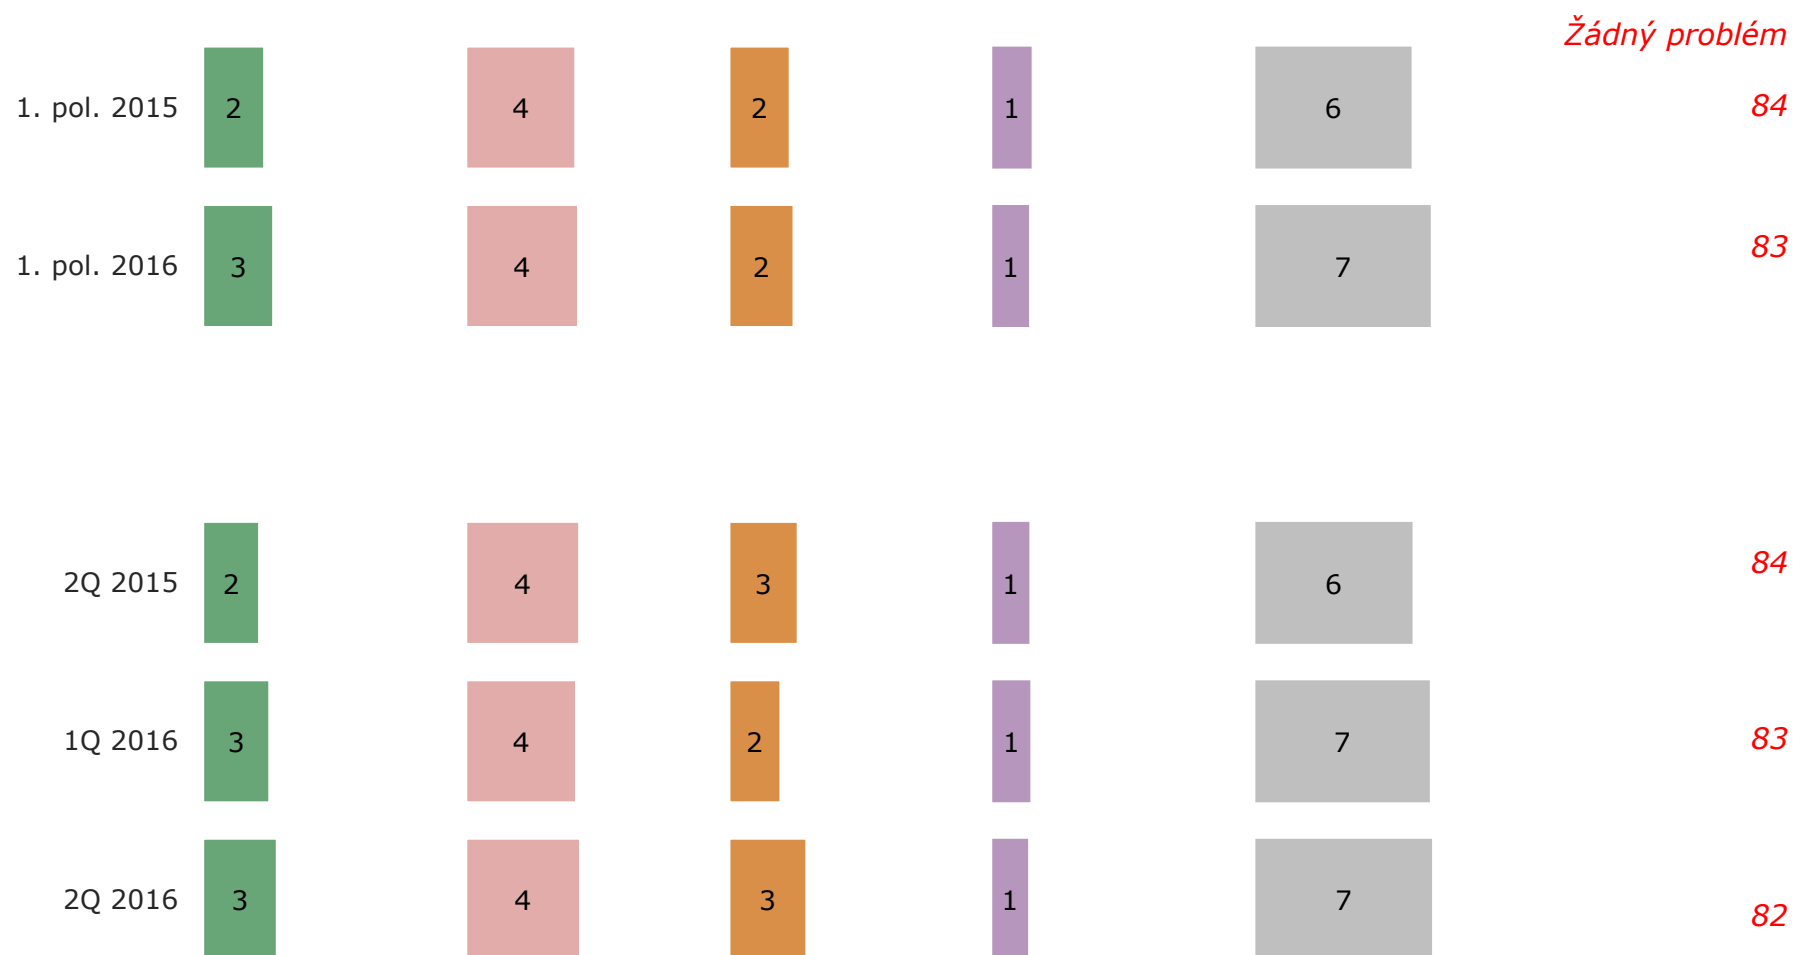 Žádný problém
1. pol. 2015 2 4 2 1 6 84
1. pol. 2016 3 4 2 1 7 83
2Q 2015 2 4 3 1 6 84
1Q 2016 3 4 2 1 7 83
2Q 2016 3 4 3 1 7 82